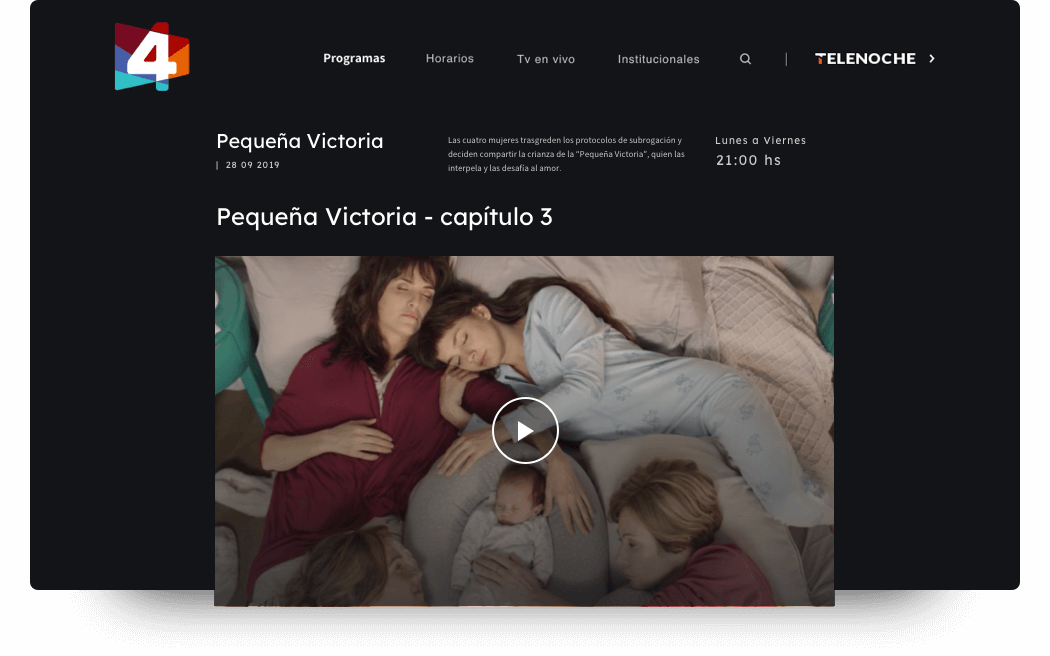 4
Programas
Horarios
Tv en vivo
Institucionales
|
TELENOCHE
Pequeña Victoria
| 28 09 2019
Las cuatro mujeres trasgreden los protocolos de subrogación y
deciden compartir la crianza de la "Pequeña Victoria", quien las
interpela y las desafía al amor.
Lunes a Viernes
21:00 hs
Pequeña Victoria - capítulo 3